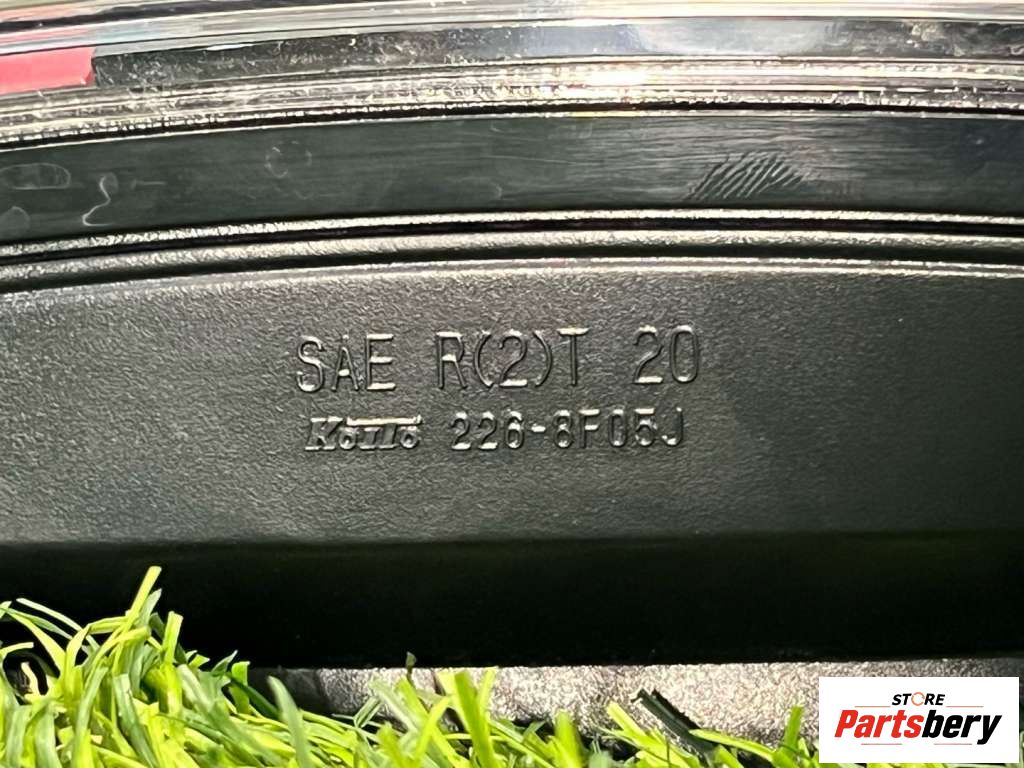 SAE R(2)T 20
Koito 226-8F05J
STORE
Partsbery